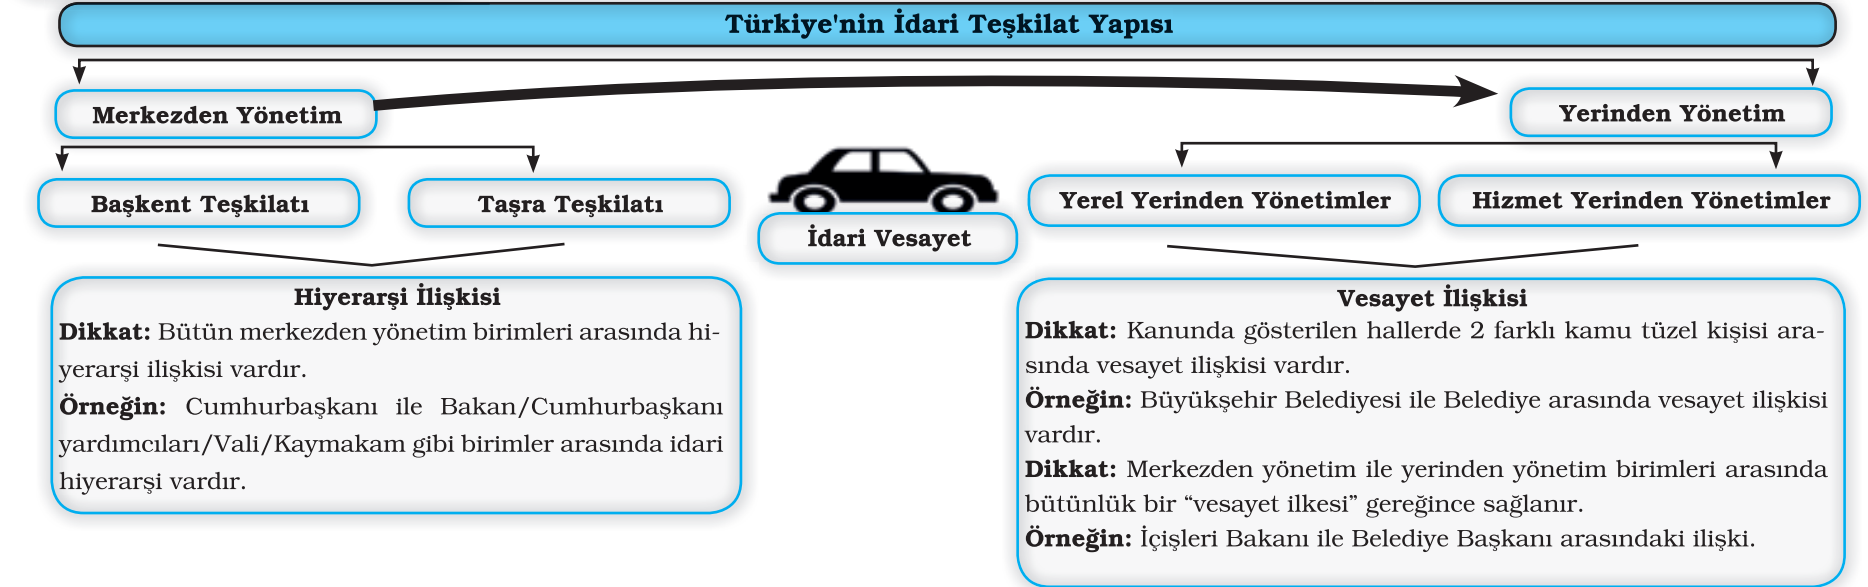 Türkiye'nin İdari Teşkilat Yapısı
Merkezden Yönetim
Yerinden Yönetim
Başkent Teşkilatı
Taşra Teşkilatı
İdari Vesayet
Yerel Yerinden Yönetimler
Hizmet Yerinden Yönetimler
Hiyerarşi İlişkisi
Dikkat: Bütün merkezden yönetim birimleri arasında hi-
yerarşi ilişkisi vardır.
Örneğin: Cumhurbaşkanı ile Bakan/Cumhurbaşkanı
yardımcıları/Vali/Kaymakam gibi birimler arasında idari
hiyerarşi vardır.
Vesayet İlişkisi
Dikkat: Kanunda gösterilen hallerde 2 farklı kamu tüzel kişisi ara-
sında vesayet ilişkisi vardır.
Örneğin: Büyükşehir Belediyesi ile Belediye arasında vesayet ilişkisi
vardır.
Dikkat: Merkezden yönetim ile yerinden yönetim birimleri arasında
bütünlük bir “vesayet ilkesi” gereğince sağlanır.
Örneğin: İçişleri Bakanı ile Belediye Başkanı arasındaki ilişki.